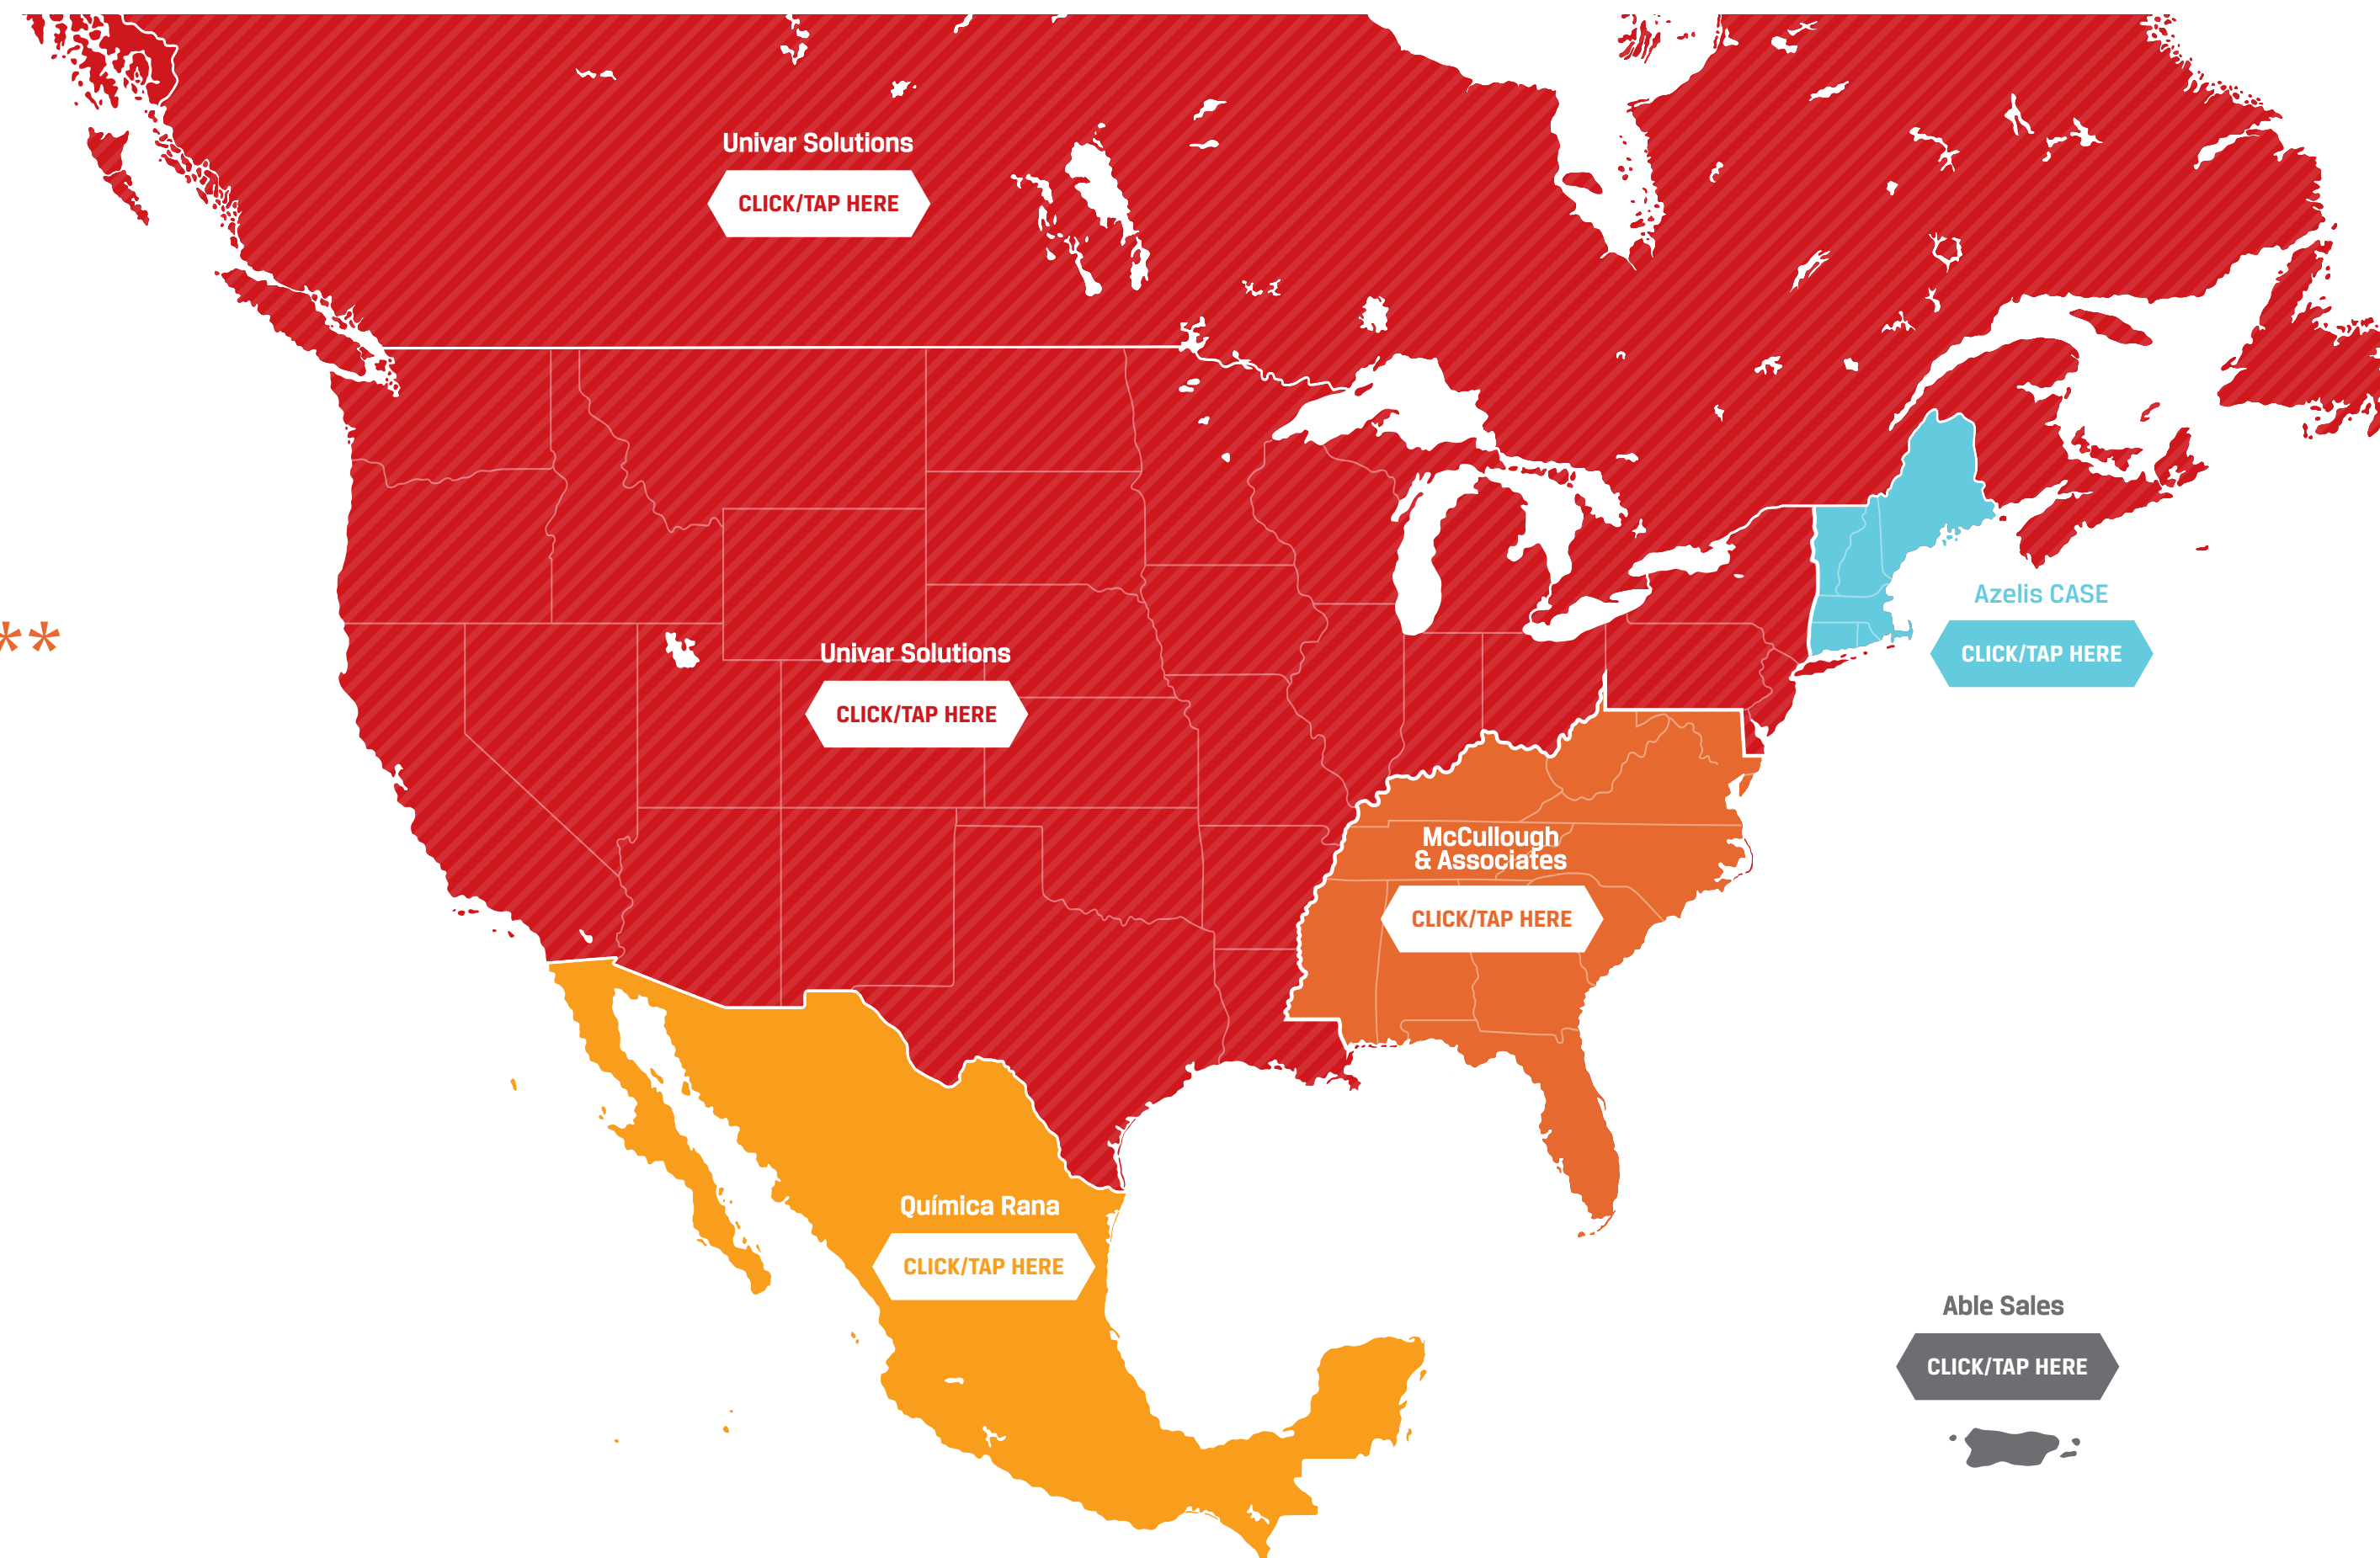 Univar Solutions
CLICK/TAP HERE
Azelis CASE
CLICK/TAP HERE
**
Univar Solutions
CLICK/TAP HERE
McCullough
& Associates
CLICK/TAP HERE
Química Rana
CLICK/TAP HERE
Able Sales
CLICK/TAP HERE